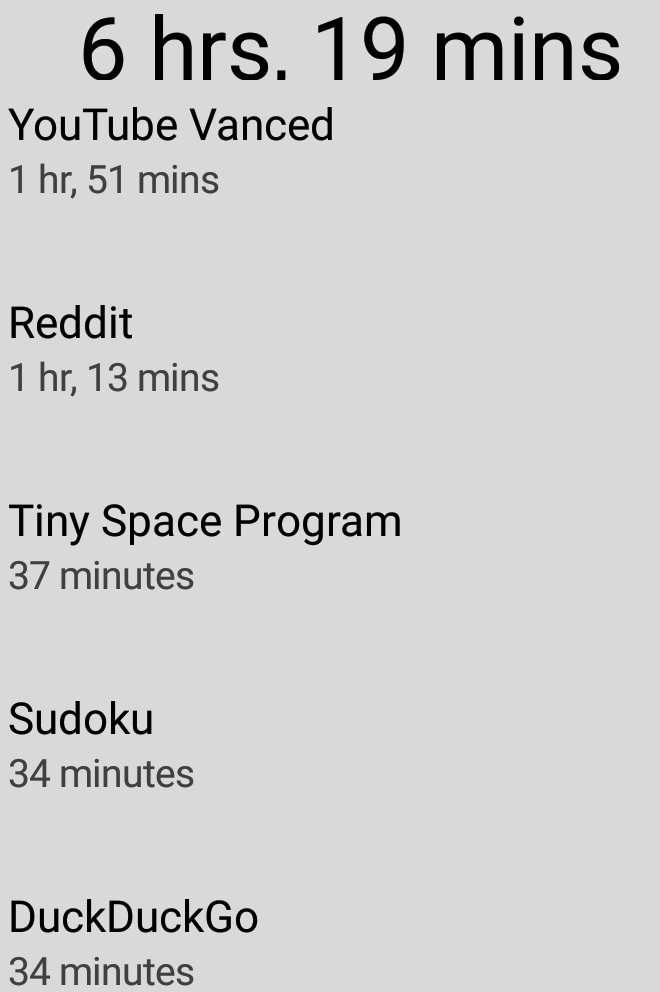 6 hrs. 19 mins
YouTube Vanced
1 hr, 51 mins
Reddit
1 hr, 13 mins
Tiny Space Program
37 minutes
Sudoku
34 minutes
DuckDuckGo
34 minutes